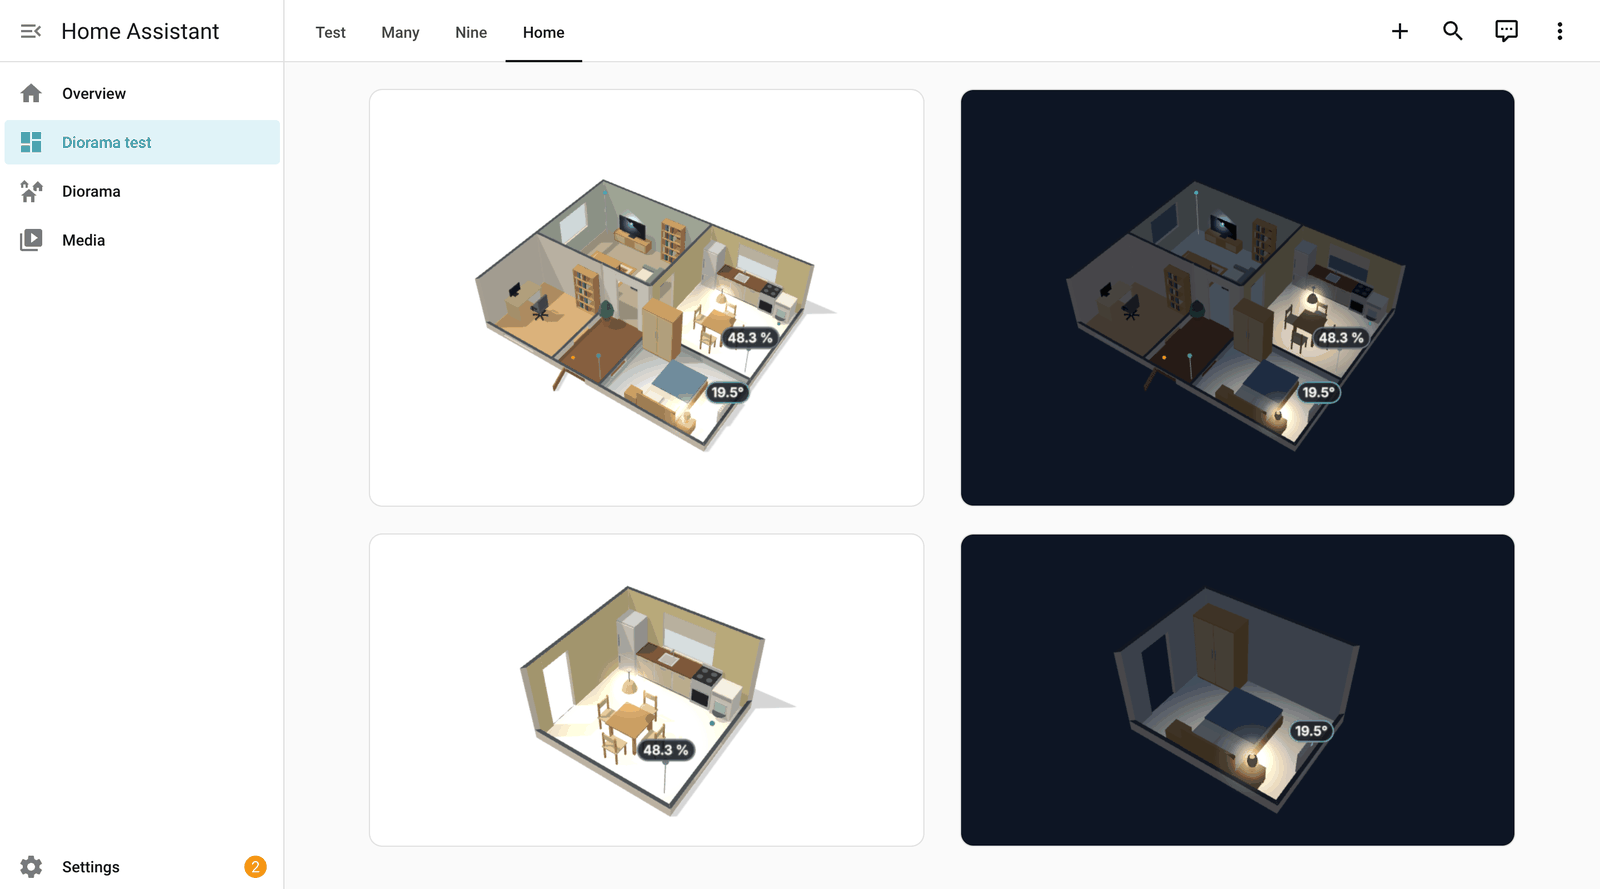 Home Assistant
Test
Many
Nine
Home
Overview
Diorama test
Diorama
Media
48.3 %
19.5°
48.3 %
19.5°
48.3 %
19.5°
Settings
2